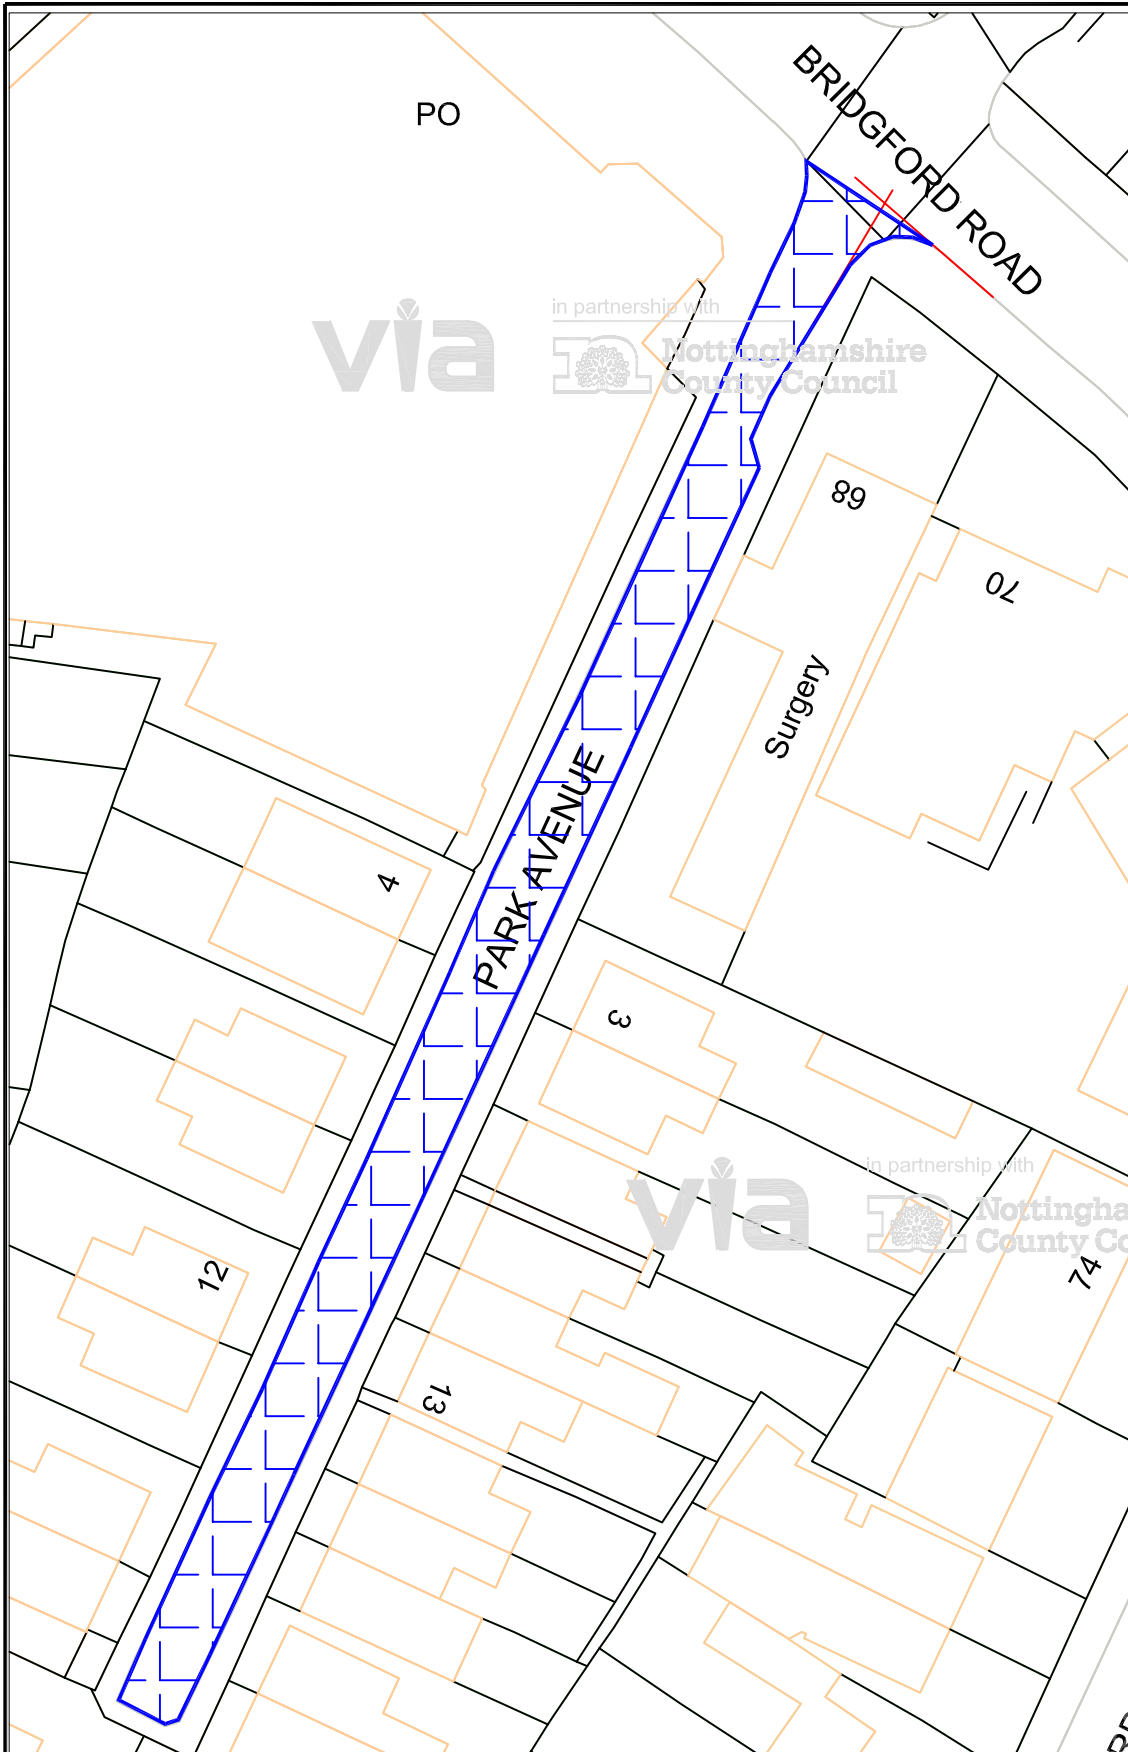 PO
BRIDGFORD ROAD
via
in partnership with
Nottinghamshire
County Council
68
70
Surgery
PARK AVENUE
4
3
via
in partnership with
Nottingha
County Co
74
12
13